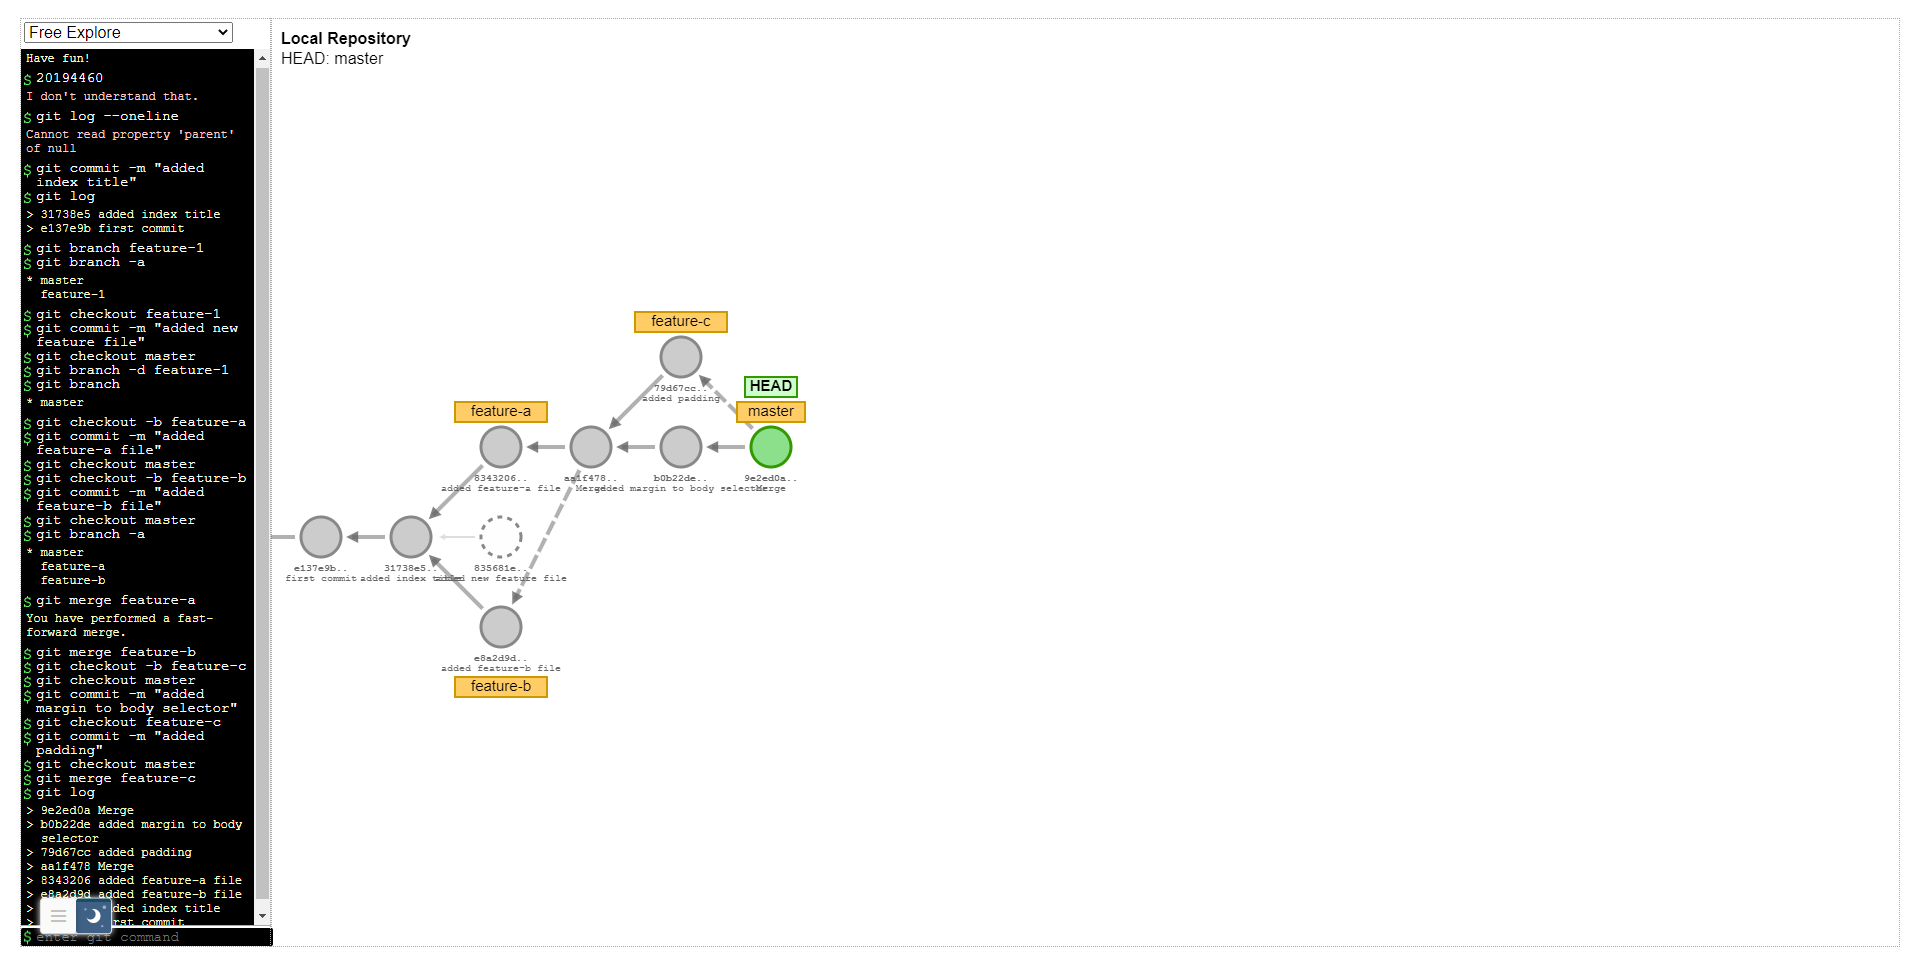 Free Explore
Have fun!
$ 20194460
I don't understand that.
$ git log --oneline
Cannot read property 'parent'
of null
$ git commit -m "added
index title"
$ git log
> 31738e5 added index title
> e137e9b first commit
$ git branch feature-1
$ git branch -a
* master
feature-1
$ git checkout feature-1
$ git commit -m "added new
feature file"
$ git checkout master
$ git branch -d feature-1
$ git branch
* master
$ git checkout -b feature-a
$ git commit -m "added
feature-a file"
$ git checkout master
$ git checkout -b feature-b
$ git commit -m "added
feature-b file"
$ git checkout master
$ git branch -a
* master
feature-a
feature-b
$ git merge feature-a
You have performed a fast-
forward merge.
$ git merge feature-b
$ git checkout -b feature-c
$ git checkout master
$ git commit -m "added
margin to body selector"
$ git checkout feature-c
$ git commit -m "added
padding"
$ git checkout master
$ git merge feature-c
$ git log
> 9e2ed0a Merge
> b0b22de added margin to body
selector
> 79d67cc added padding
> aa1f478 Merge
> 8343206 added feature-a file
> e8a2d9d added feature-b file
> added index title
> first commit
$ enter git command
Local Repository
HEAD: master
feature-c
79d67cc..
added padding
HEAD
master
feature-a
8343206..
added feature-a file
aa1f478..
Merge
b0b22de..
added margin to body selector
9e2ed0a..
Merge
e137e9b..
first commit
31738e5..
added index title
835681e..
added new feature file
e8a2d9d..
added feature-b file
feature-b